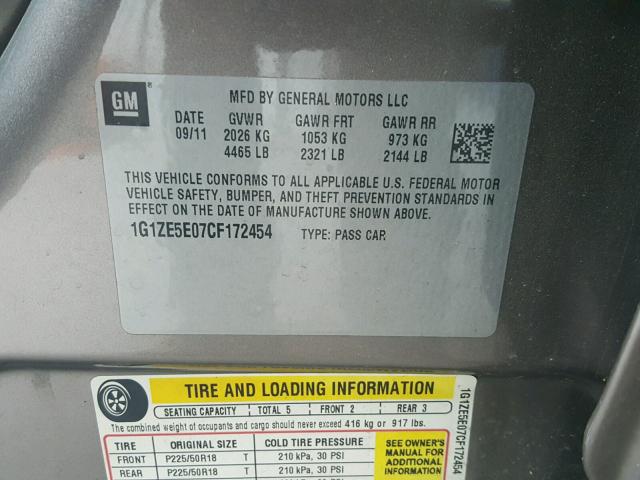 GM ®
MFD BY GENERAL MOTORS LLC
DATE GVWR GAWR FRT GAWR RR
09/11 2026 KG 1053 KG 973 KG
4465 LB 2321 LB 2144 LB
THIS VEHICLE CONFORMS TO ALL APPLICABLE U.S. FEDERAL MOTOR
VEHICLE SAFETY, BUMPER, AND THEFT PREVENTION STANDARDS IN
EFFECT ON THE DATE OF MANUFACTURE SHOWN ABOVE.
1G1ZE5E07CF172454 TYPE: PASS CAR
TIRE AND LOADING INFORMATION
SEATING CAPACITY TOTAL 5 FRONT 2 REAR 3
The combined weight of occupants and cargo should never exceed 416 kg or 917 lbs.
TIRE ORIGINAL SIZE COLD TIRE PRESSURE
FRONT P225/50R18 T 210 kPa, 30 PSI
REAR P225/50R18 T 210 kPa, 30 PSI
SEE OWNER'S
MANUAL FOR
ADDITIONAL
INFORMATION
1G1ZE5E07CF172454